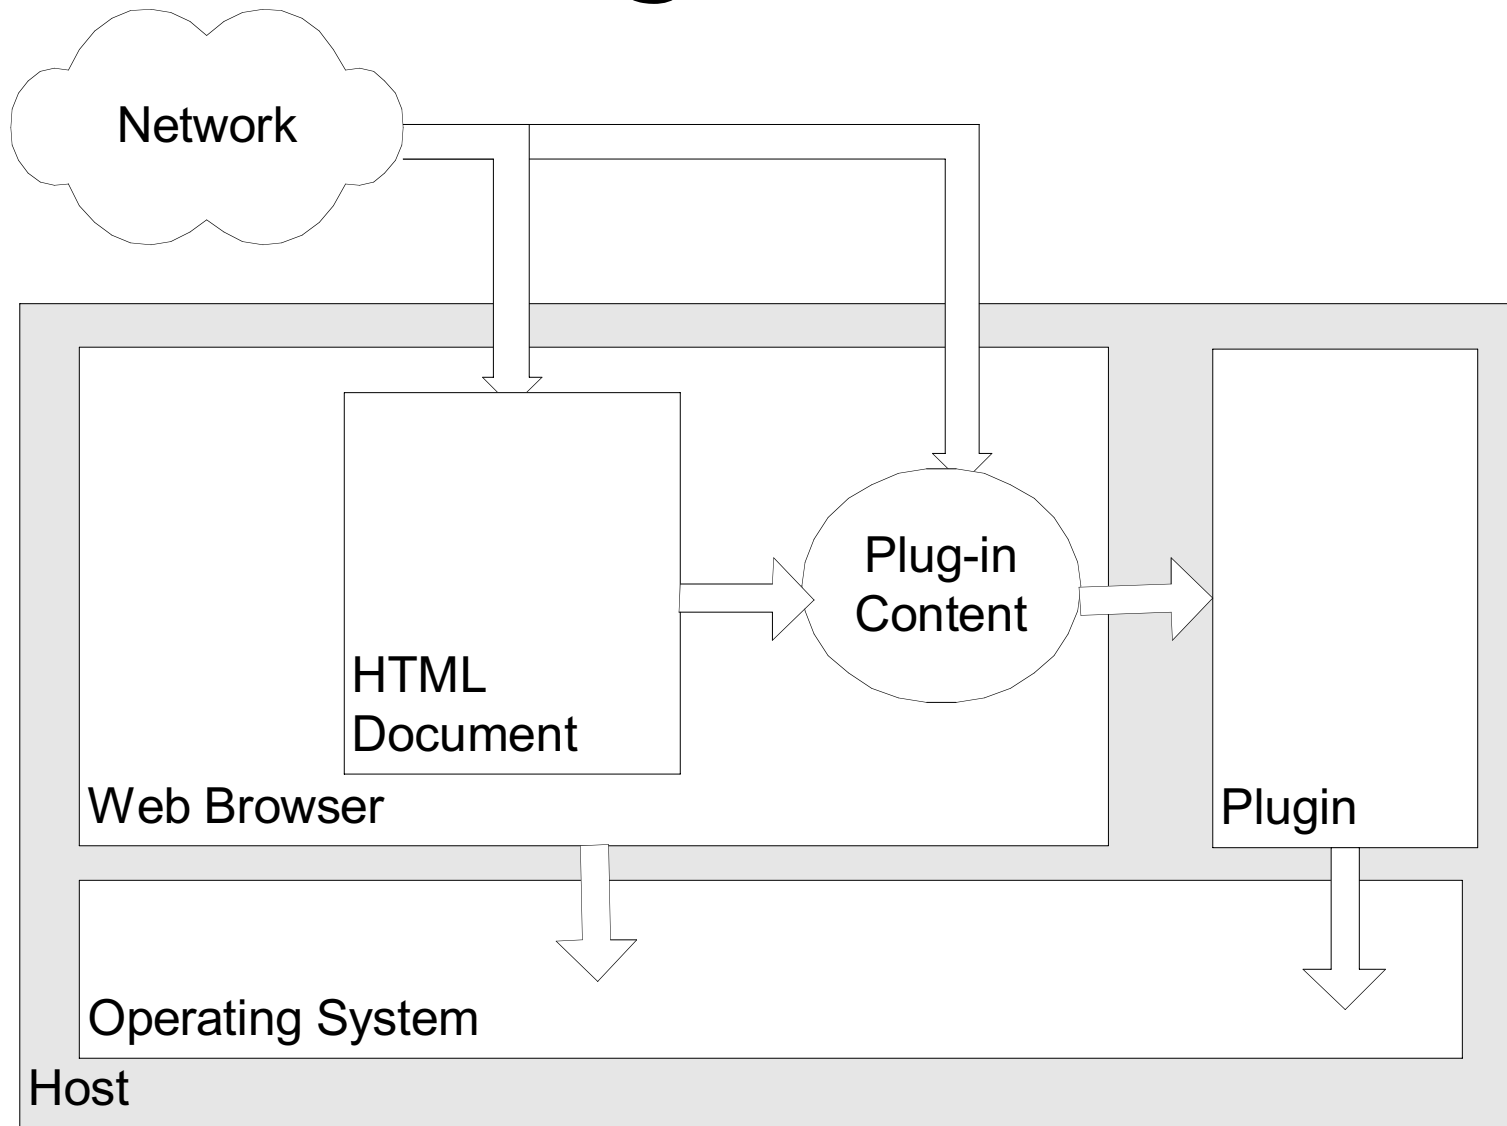 Network
Plug-in
Content
HTML
Document
Web Browser
Plugin
Operating System
Host